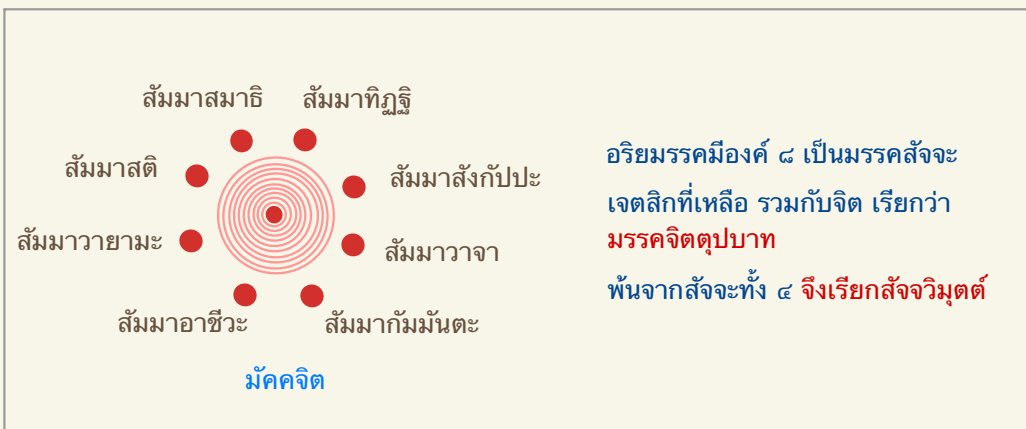 สัมมาสมาธิ
สัมมาทิฏฐิ
สัมมาสติ
สัมมาสังกัปปะ
สัมมาวายามะ
สัมมาวาจา
สัมมาอาชีวะ
สัมมากัมมันตะ
มัคคจิต
อริยมรรคมีองค์ ๘ เป็นมรรคสัจจะ
เจตสิกที่เหลือ รวมกับจิต เรียกว่า
มรรคจิตตุปบาท
พ้นจากสัจจะทั้ง ๔ จึงเรียกสัจจวิมุตต์